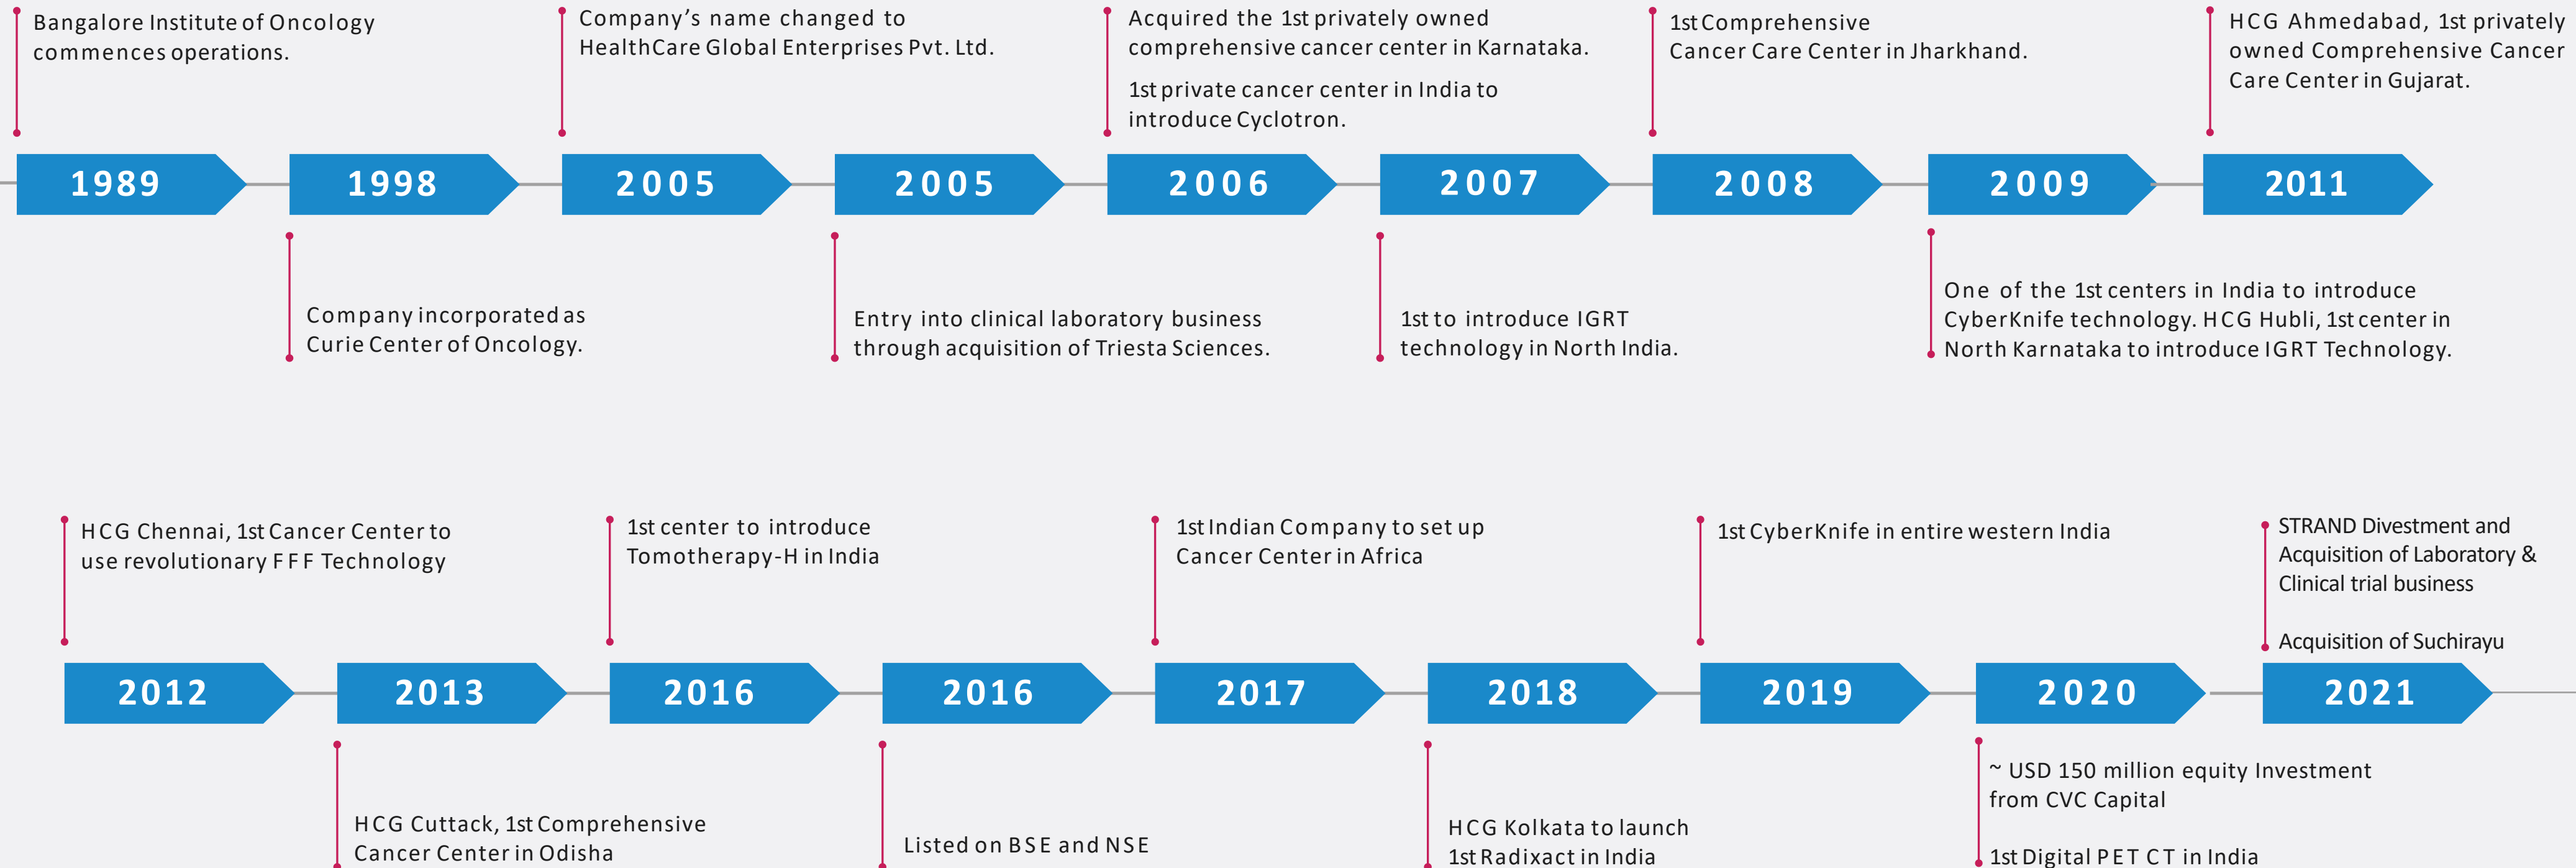 Bangalore Institute of Oncology
commences operations.
Company’s name changed to
HealthCare Global Enterprises Pvt. Ltd.
Acquired the 1st privately owned
comprehensive cancer center in Karnataka.
1st private cancer center in India to
introduce Cyclotron.
1st Comprehensive
Cancer Care Center in Jharkhand.
HCG Ahmedabad, 1st privately
owned Comprehensive Cancer
Care Center in Gujarat.
1989
1998
2005
2005
2006
2007
2008
2009
2011
Company incorporated as
Curie Center of Oncology.
Entry into clinical laboratory business
through acquisition of Triesta Sciences.
1st to introduce IGRT
technology in North India.
One of the 1st centers in India to introduce
CyberKnife technology. HCG Hubli, 1st center in
North Karnataka to introduce IGRT Technology.
HCG Chennai, 1st Cancer Center to
use revolutionary FFF Technology
1st center to introduce
Tomotherapy-H in India
1st Indian Company to set up
Cancer Center in Africa
1st CyberKnife in entire western India
STRAND Divestment and
Acquisition of Laboratory &
Clinical trial business
Acquisition of Suchirayu
2012
2013
2016
2016
2017
2018
2019
2020
2021
HCG Cuttack, 1st Comprehensive
Cancer Center in Odisha
Listed on BSE and NSE
HCG Kolkata to launch
1st Radixact in India
~ USD 150 million equity Investment
from CVC Capital
1st Digital PET CT in India